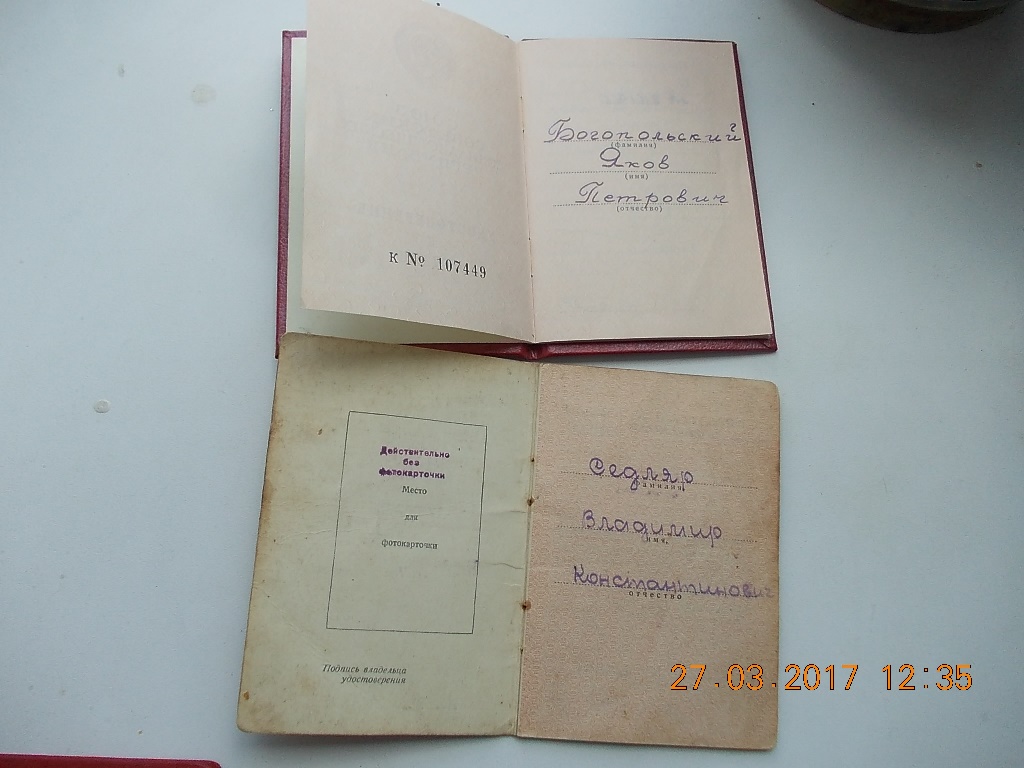 К № 107449
Богопольский
(фамилия)
Яков
(имя)
Петрович
(отчество)
Действительно
без
фотокарточки
Место
для
фотокарточки
Подпись владельца
удостоверения
Седляр
фамилия
Владимир
имя
Константинович
отчество
27.03.2017 12:35